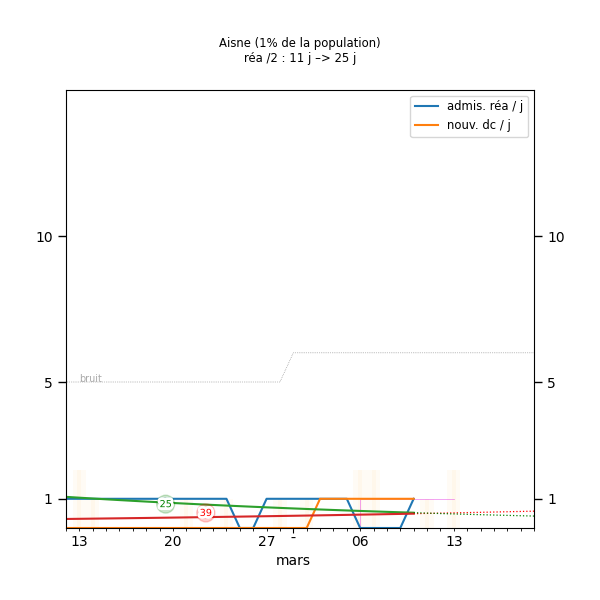 Aisne (1% de la population)
réa /2 : 11 j –> 25 j
admis. réa / j
nouv. dc / j
10 10
bruit
5 5
25
39
1 1
13 20 27 - 06 13
mars